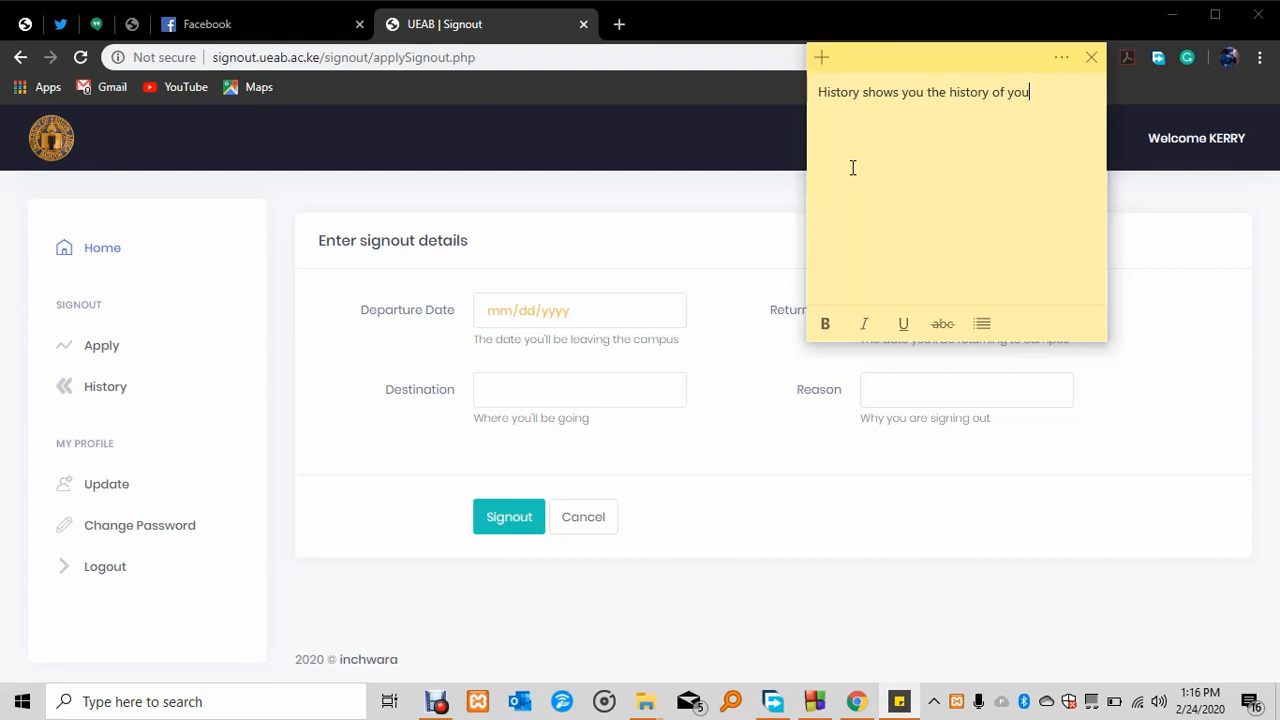 Facebook
UEAB | Signout
Not secure
signout.ueab.ac.ke/signout/applySignout.php
Apps
Gmail
YouTube
Maps
History shows you the history of you
B I U abc
Welcome KERRY
Home
SIGNOUT
Apply
History
MY PROFILE
Update
Change Password
Logout
Enter signout details
Departure Date
mm/dd/yyyy
The date you'll be leaving the campus
Return
Destination
Where you'll be going
Reason
Why you are signing out
Signout
Cancel
2020 © inchwara
Type here to search
5
1:16 PM
2/24/2020
16